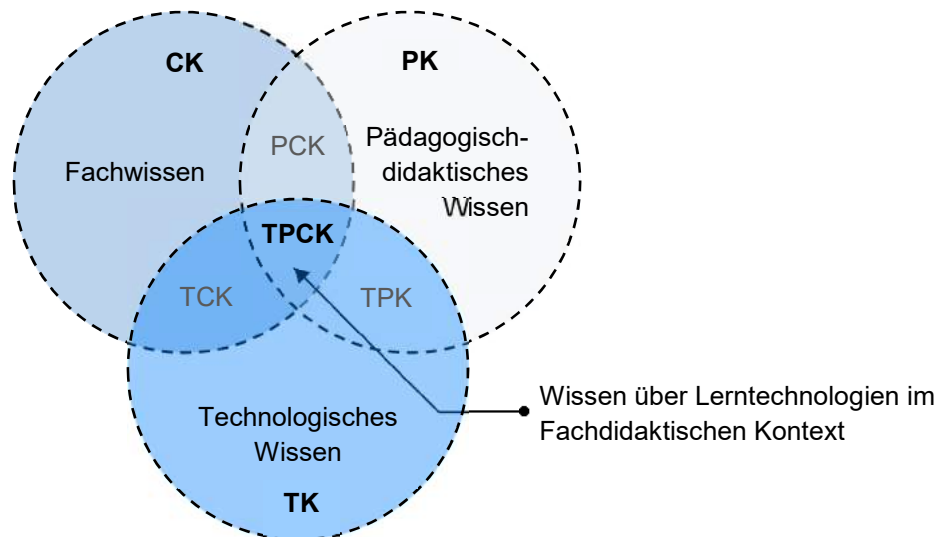 CK
PK
PCK
Fachwissen
Pädagogisch-
didaktisches
Wissen
TPCK
TCK
TPK
Technologisches
Wissen
TK
Wissen über Lerntechnologien im
Fachdidaktischen Kontext